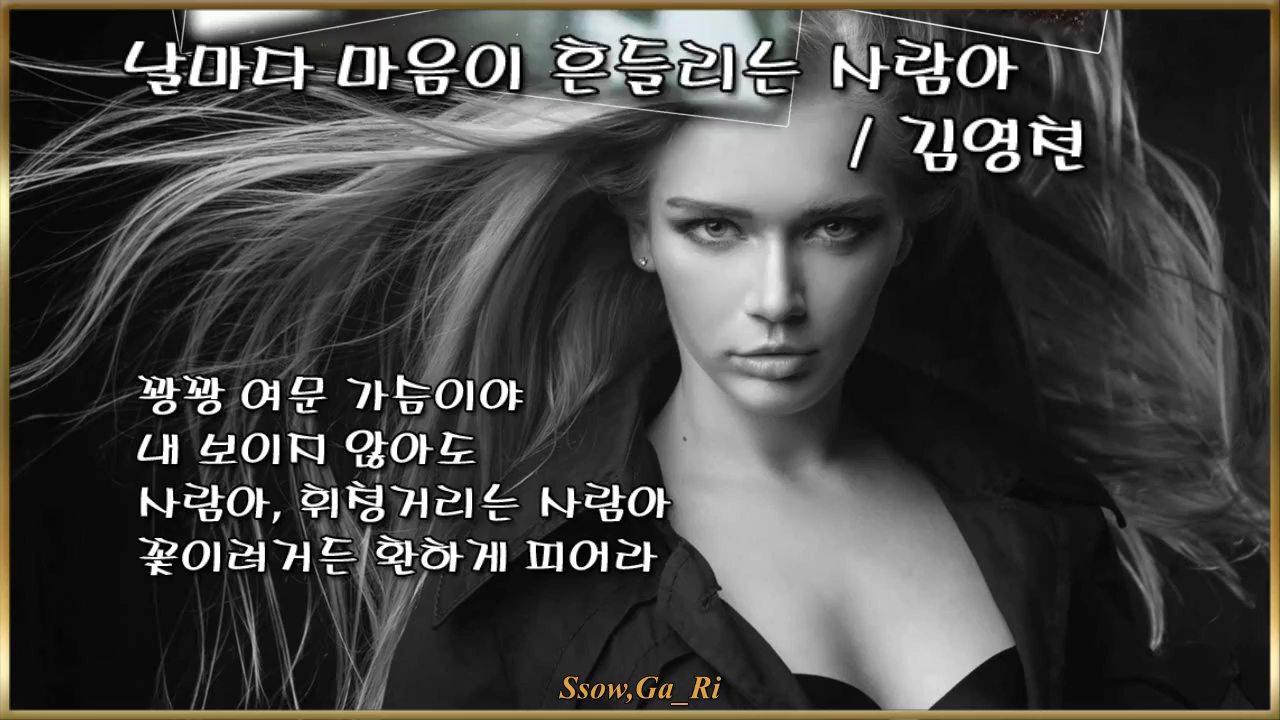 날마다 마음이 흔들리는 사람아
/ 김영현
꽝꽝 여문 가슴이야
내 보이지 않아도
사람아, 휘청거리는 사람아
꽃이려거든 환하게 피어라
Ssow,Ga_Ri